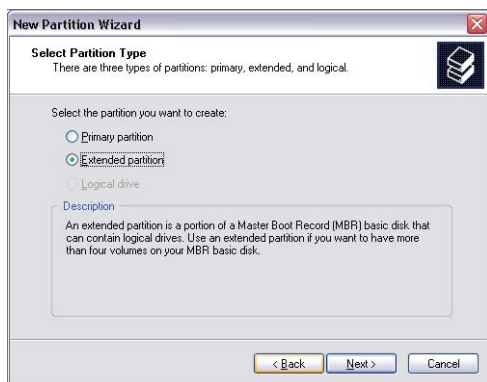 New Partition Wizard
Select Partition Type
There are three types of partitions: primary, extended, and logical.
Select the partition you want to create:
Primary partition
Extended partition
Logical drive
Description
An extended partition is a portion of a Master Boot Record (MBR) basic disk that
can contain logical drives. Use an extended partition if you want to have more
than four volumes on your MBR basic disk.
< Back Next > Cancel